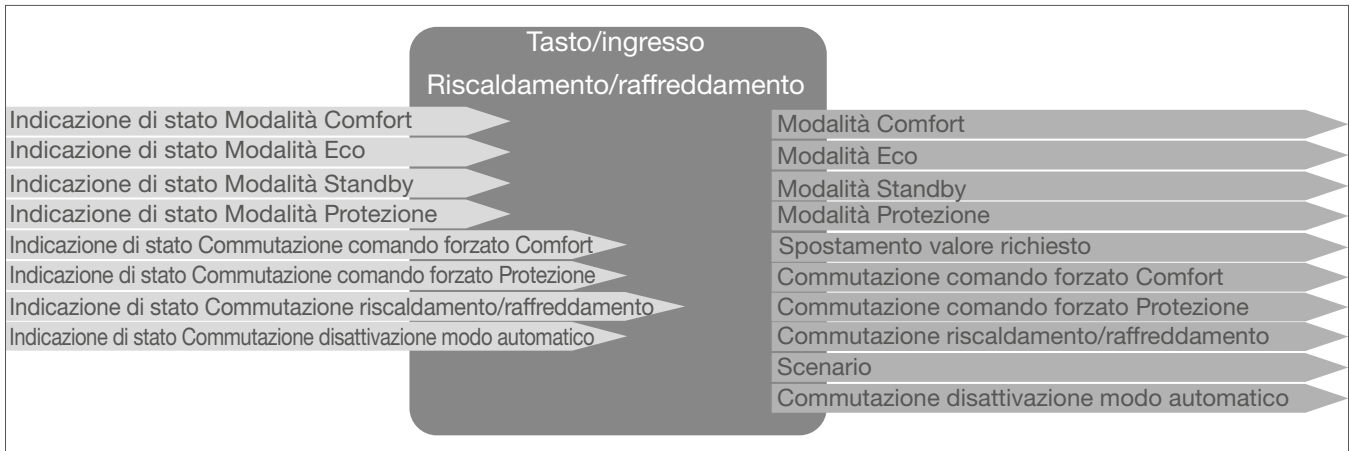 Tasto/ingresso
Riscaldamento/raffreddamento
Indicazione di stato Modalità Comfort
Indicazione di stato Modalità Eco
Indicazione di stato Modalità Standby
Indicazione di stato Modalità Protezione
Indicazione di stato Commutazione comando forzato Comfort
Indicazione di stato Commutazione comando forzato Protezione
Indicazione di stato Commutazione riscaldamento/raffreddamento
Indicazione di stato Commutazione disattivazione modo automatico
Modalità Comfort
Modalità Eco
Modalità Standby
Modalità Protezione
Spostamento valore richiesto
Commutazione comando forzato Comfort
Commutazione comando forzato Protezione
Commutazione riscaldamento/raffreddamento
Scenario
Commutazione disattivazione modo automatico